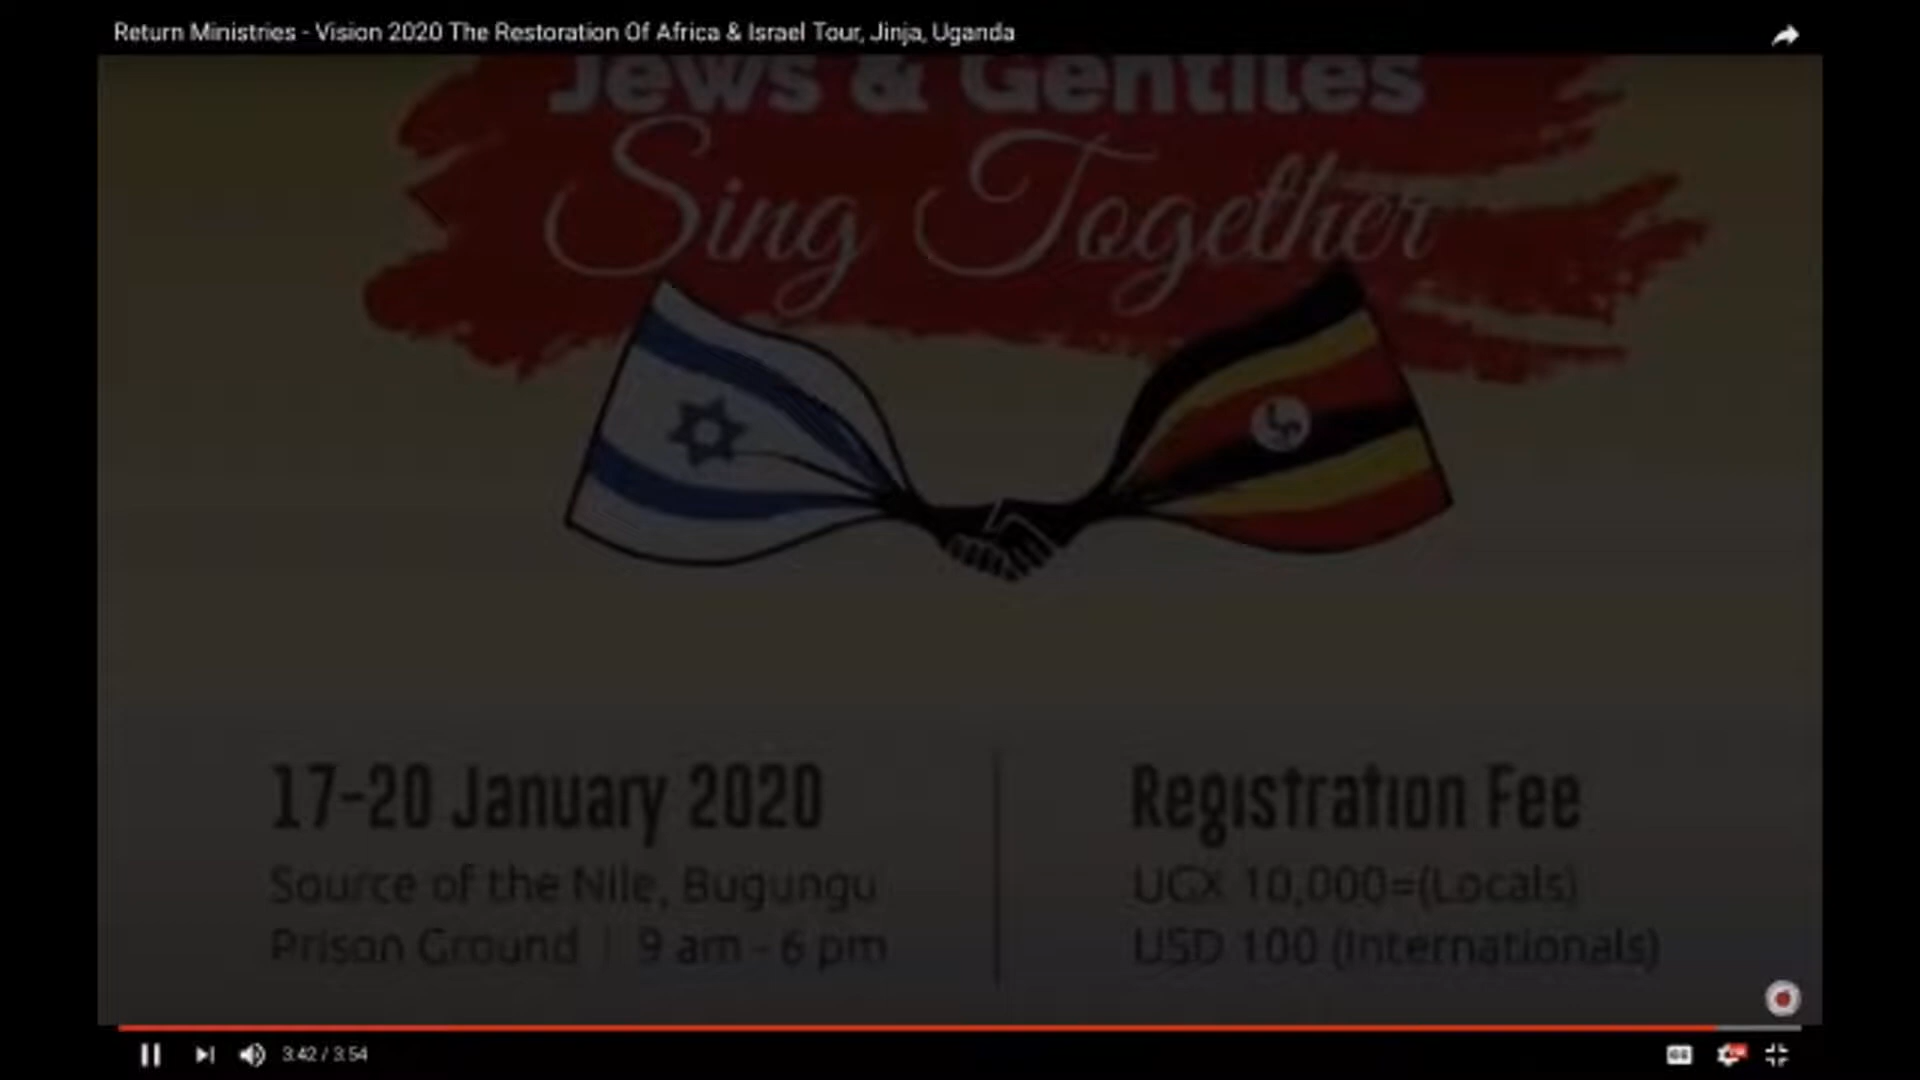 Return Ministries - Vision 2020 The Restoration Of Africa & Israel Tour, Jinja, Uganda
Jews & Gentiles
Sing Together
17-20 January 2020
Source of the Nile, Bugungu
Prison Ground | 9 am - 6 pm
Registration Fee
UGX 10,000=(Locals)
USD 100 (Internationals)
3:42 / 3:54